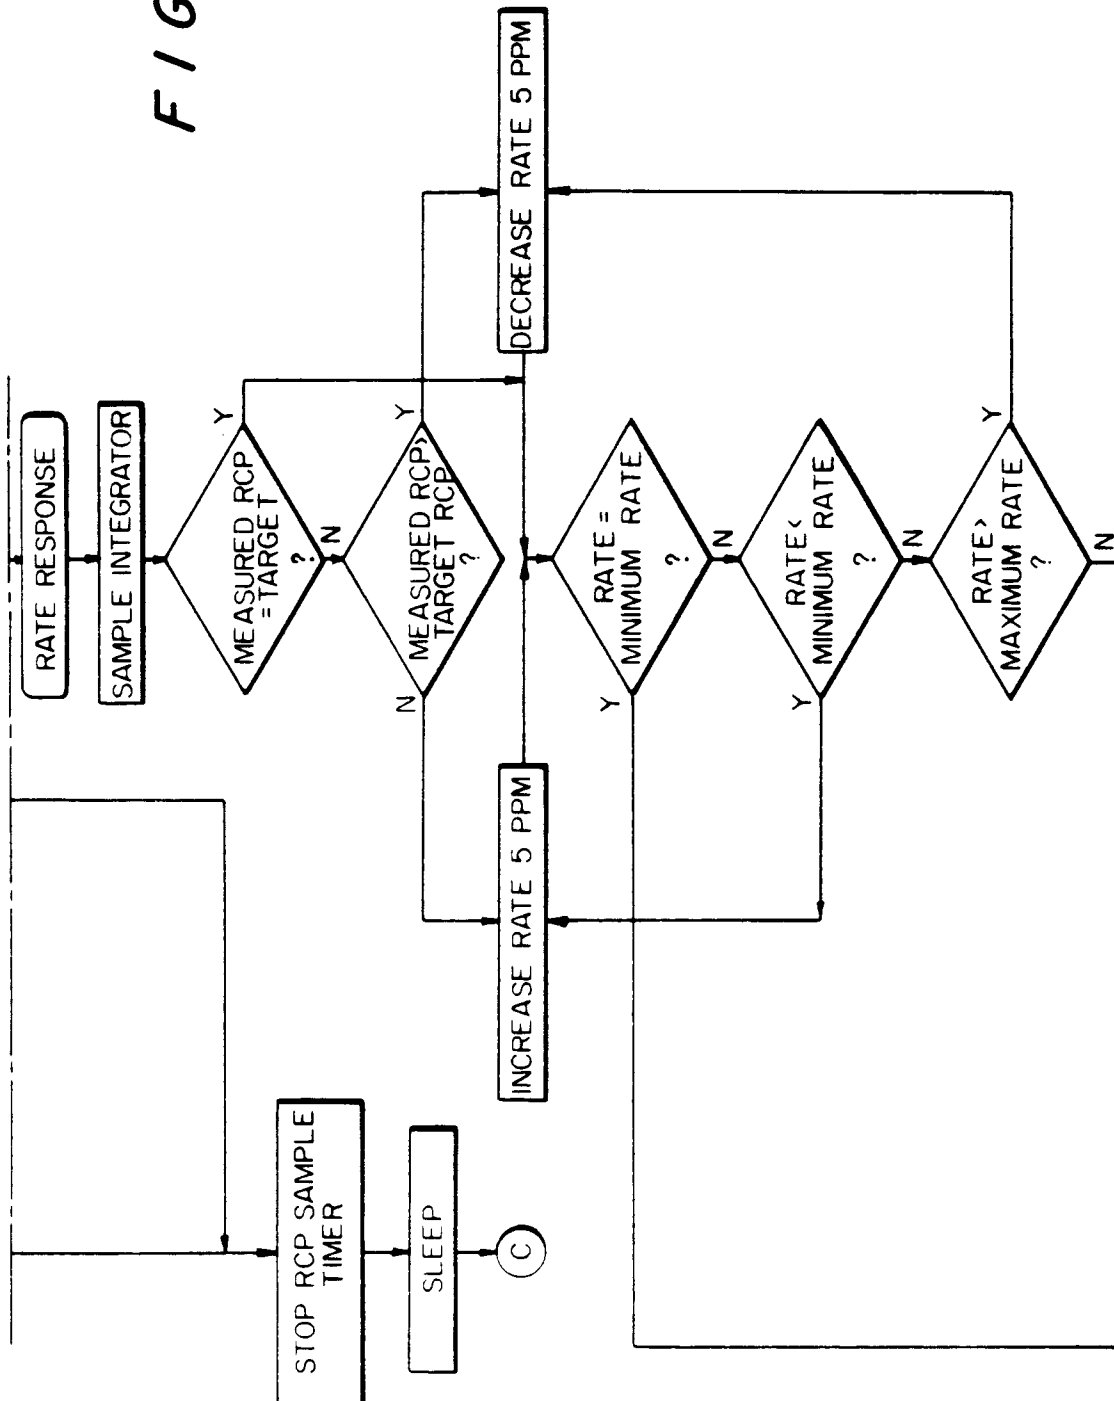 FIG
RATE RESPONSE
SAMPLE INTEGRATOR
MEASURED RCP
=TARGET
?
Y
N
MEASURED RCP>
TARGET RCP
?
Y
N
DECREASE RATE 5 PPM
INCREASE RATE 5 PPM
RATE =
MINIMUM RATE
?
Y
N
RATE<
MINIMUM RATE
?
Y
N
RATE>
MAXIMUM RATE
?
Y
N
STOP RCP SAMPLE
TIMER
SLEEP
C